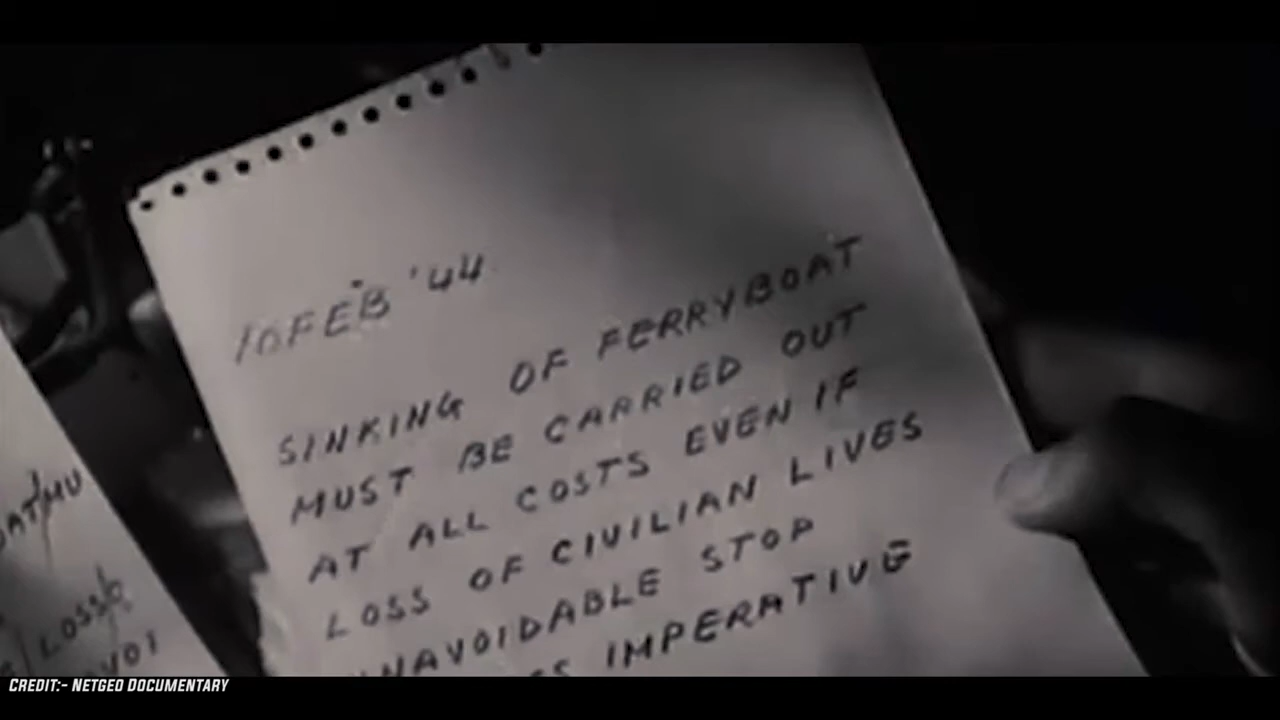 10 FEB '44
SINKING OF FERRYBOAT
MUST BE CARRIED OUT
AT ALL COSTS EVEN IF
LOSS OF CIVILIAN LIVES
UNAVOIDABLE STOP
IMPERATIVE
CREDIT:- NETGEO DOCUMENTARY